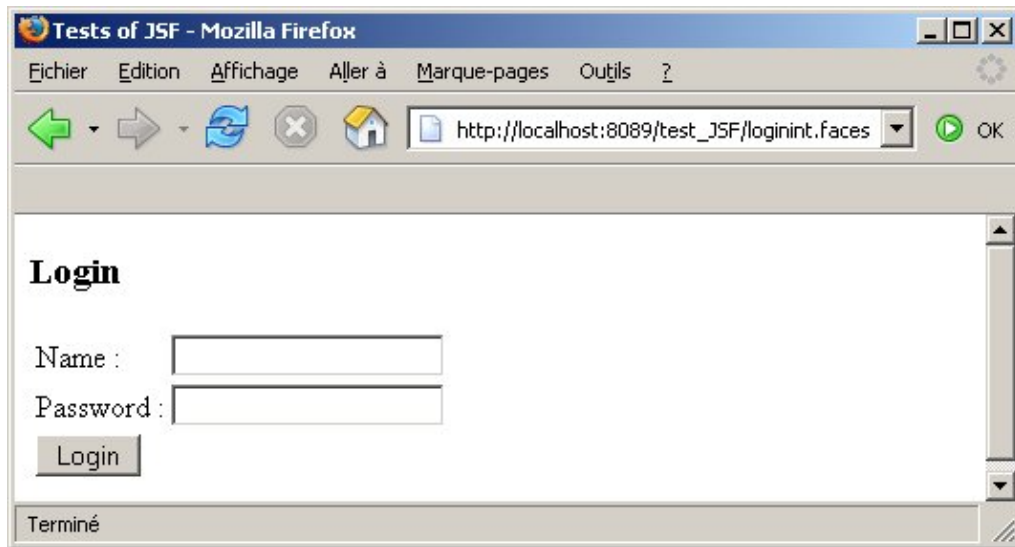 Tests of JSF - Mozilla Firefox
Fichier Edition Affichage Aller à Marque-pages Outils ?
http://localhost:8089/test_JSF/loginint.faces OK
Login
Name :
Password :
Login
Terminé